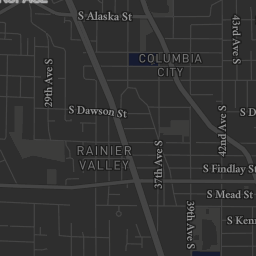 S Alaska St
43rd Ave S
COLUMBIA
CITY
29th Ave S
S Dawson St
S D
42nd Ave S
RAINIER
VALLEY
37th Ave S
S Findlay St
S Mead St
39th Ave S
S Ken